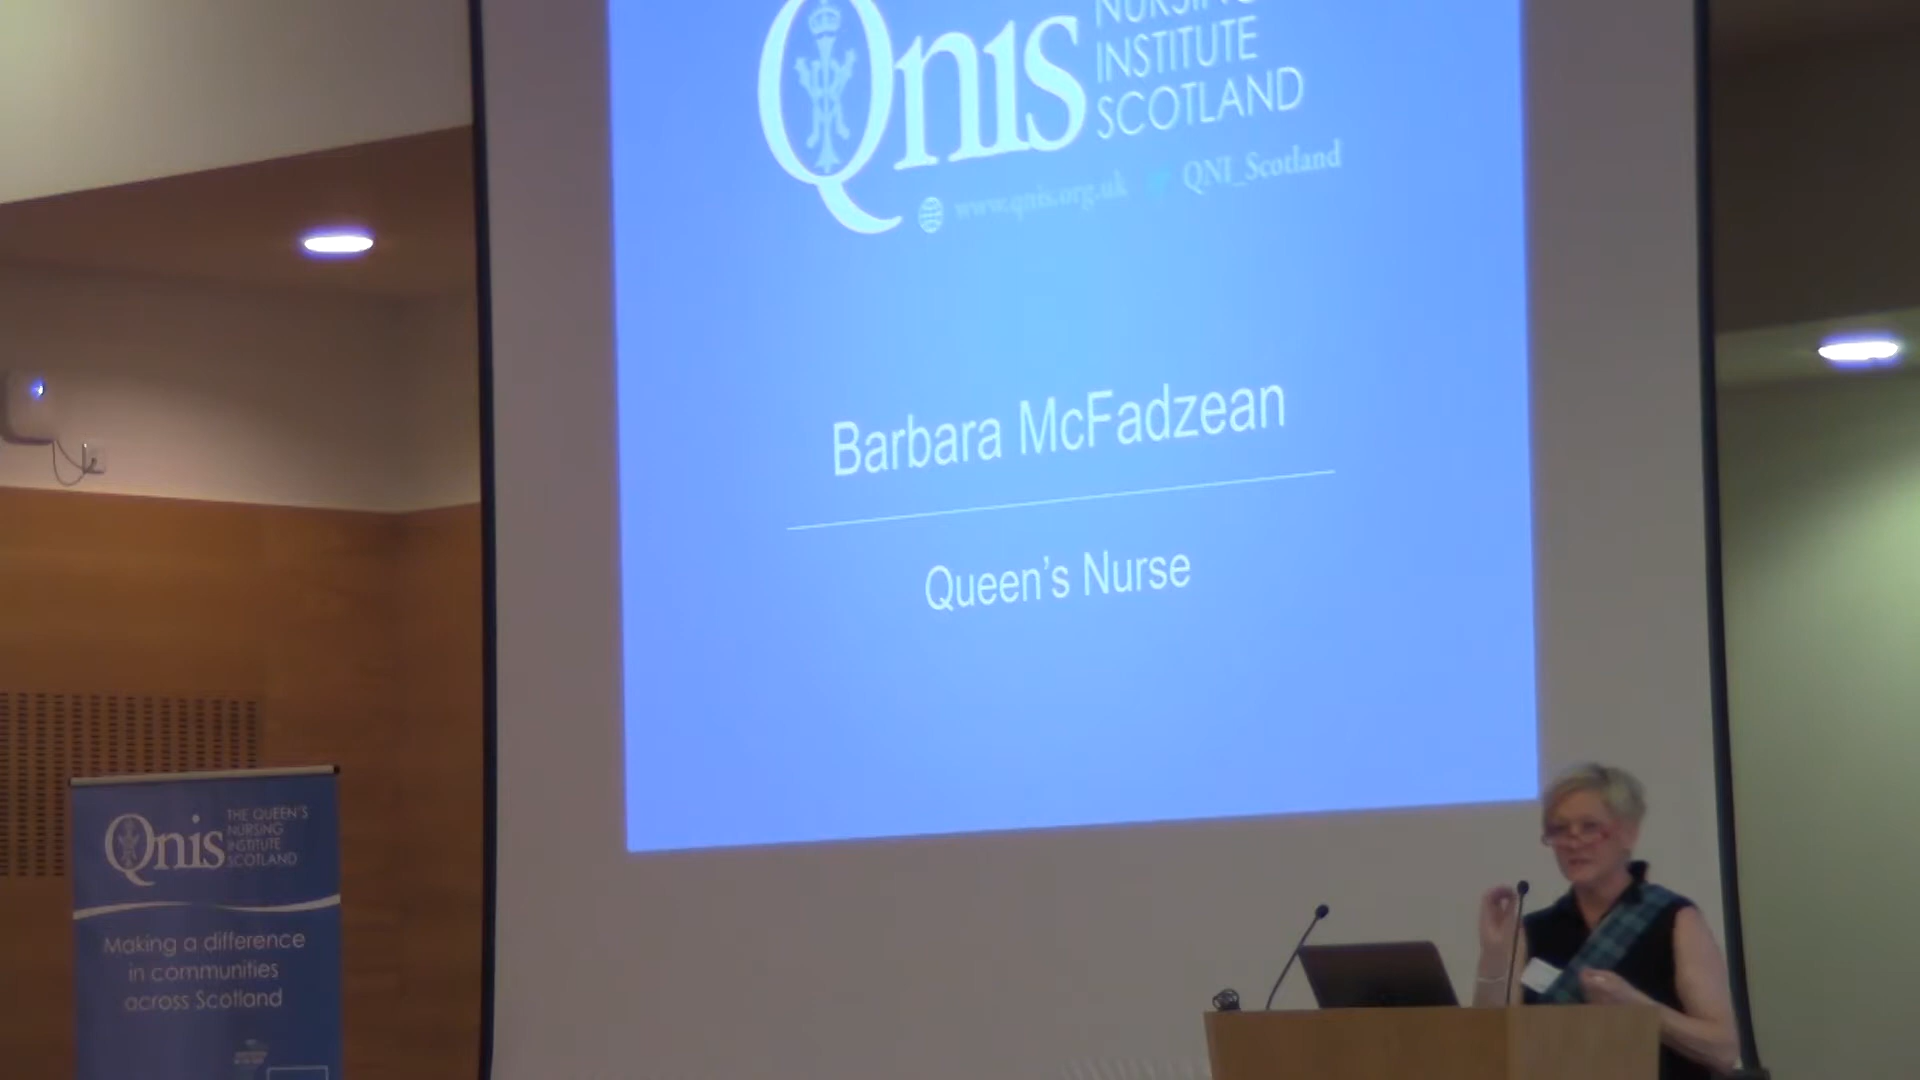 Qnis
NURSING
INSTITUTE
SCOTLAND
www.qnis.org.uk QNI_Scotland
Barbara McFadzean
Queen's Nurse
Qnis
THE QUEEN'S
NURSING
INSTITUTE
SCOTLAND
Making a difference
in communities
across Scotland